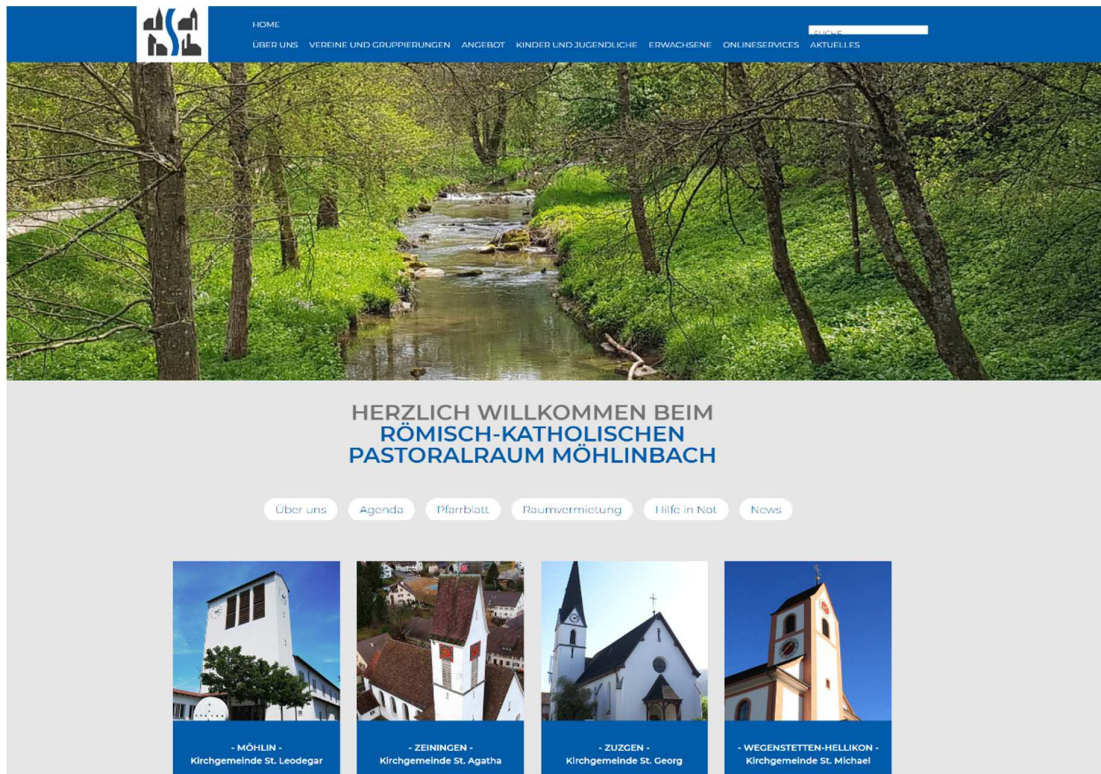 HOME
SUCHE
ÜBER UNS VEREINE UND GRUPPIERUNGEN ANGEBOT KINDER UND JUGENDLICHE ERWACHSENE ONLINESERVICES AKTUELLES
HERZLICH WILLKOMMEN BEIM
RÖMISCH-KATHOLISCHEN
PASTORALRAUM MÖHLINBACH
Über uns Agenda Pfarrblatt Raumvermietung Hilfe in Not News
- MÖHLIN -
Kirchgemeinde St. Leodegar
- ZEININGEN -
Kirchgemeinde St. Agatha
- ZUZGEN -
Kirchgemeinde St. Georg
- WEGENSTETTEN-HELLIKON -
Kirchgemeinde St. Michael